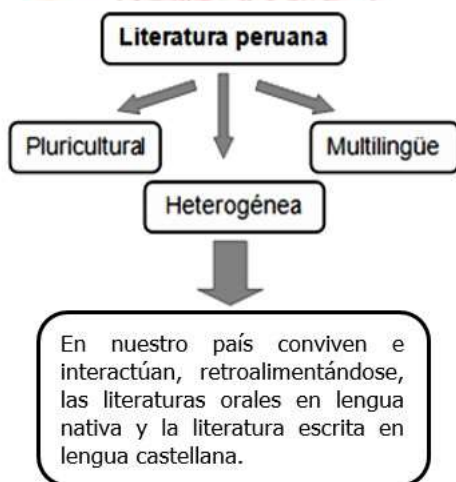 Literatura peruana
Pluricultural
Multilingüe
Heterogénea
En nuestro país conviven e
interactúan, retroalimentándose,
las literaturas orales en lengua
nativa y la literatura escrita en
lengua castellana.